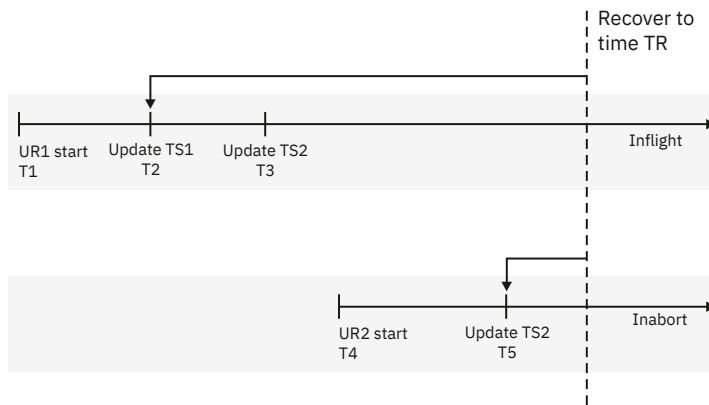 Recover to
time TR
Inflight
UR1 start
T1
Update TS1
T2
Update TS2
T3
Inabort
UR2 start
T4
Update TS2
T5